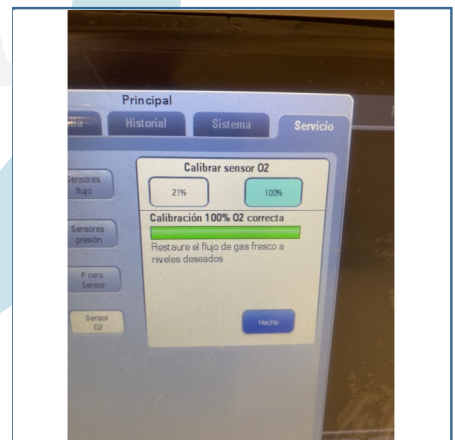 Principal
Historial
Sistema
Servicio
Calibrar sensor O2
21%
100%
Sensores
flujo
Calibración 100% O2 correcta
Restaure el flujo de gas fresco a
niveles deseados
Sensores
presión
P cero
Sensor
Sensor
O2
Hecho